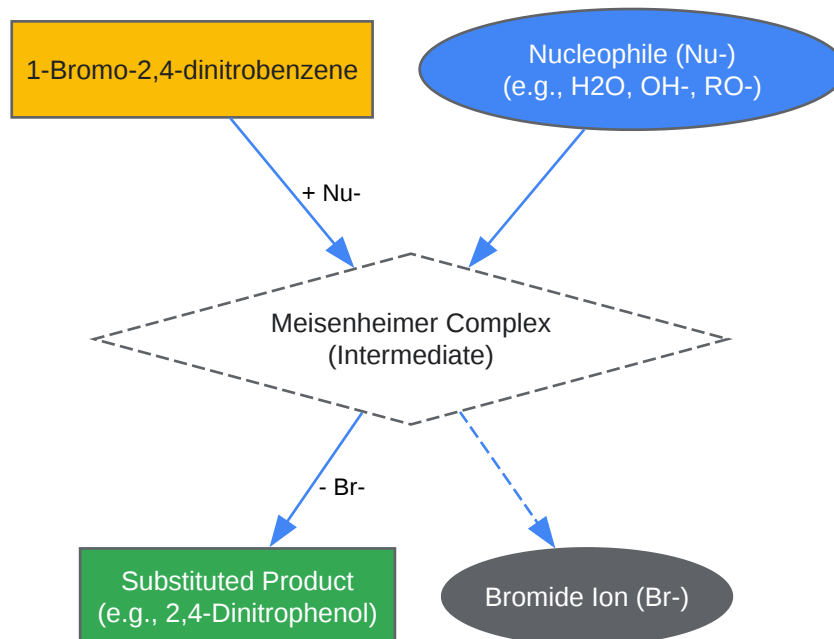 1-Bromo-2,4-dinitrobenzene
Nucleophile (Nu-)
(e.g., H2O, OH-, RO-)
+ Nu-
Meisenheimer Complex
(Intermediate)
- Br-
Substituted Product
(e.g., 2,4-Dinitrophenol)
Bromide Ion (Br-)